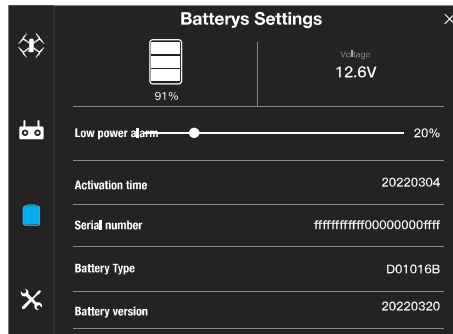 Batterys Settings
Voltage
12.6V
91%
Low power alarm 20%
Activation time 20220304
Serial number ffffffffffff00000000ffff
Battery Type D01016B
Battery version 20220320